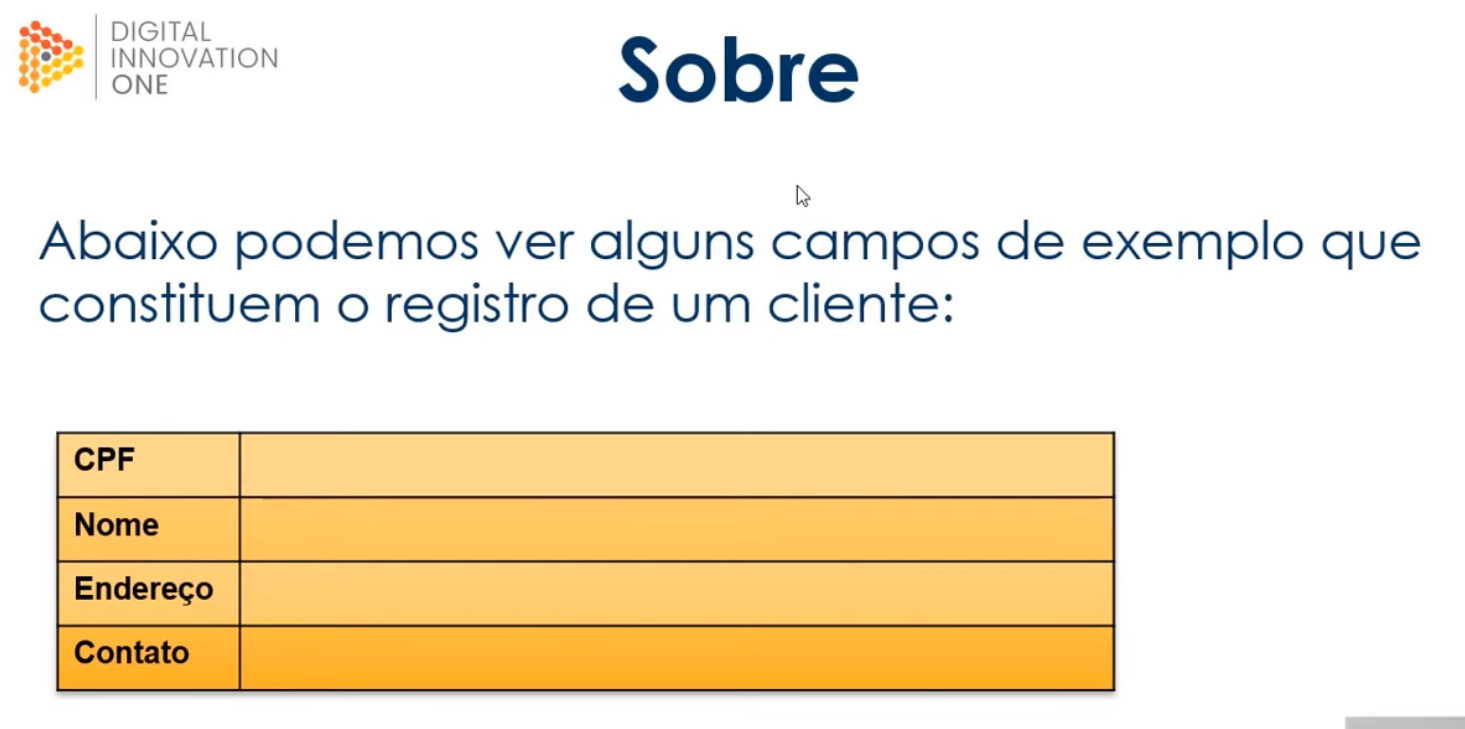 DIGITAL
INNOVATION
ONE
Sobre
Abaixo podemos ver alguns campos de exemplo que
constituem o registro de um cliente:
CPF
Nome
Endereço
Contato